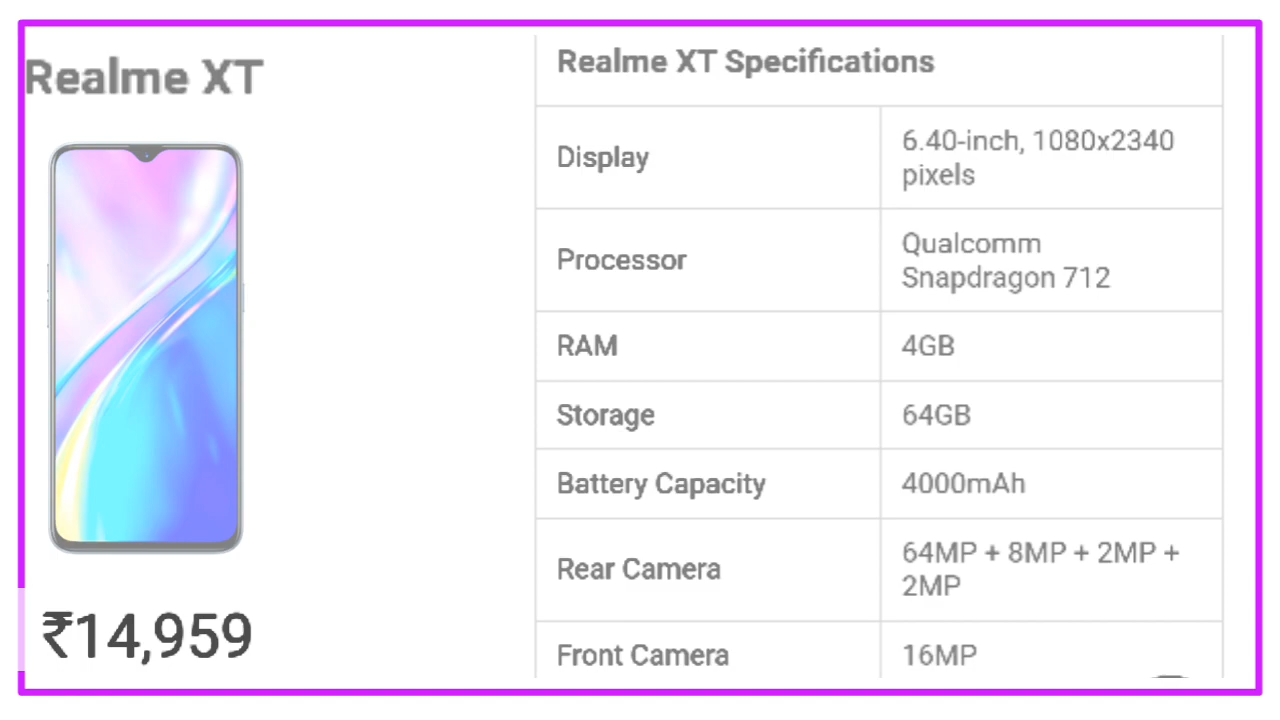 Realme XT
₹14,959
Realme XT Specifications
Display
6.40-inch, 1080x2340
pixels
Processor
Qualcomm
Snapdragon 712
RAM
4GB
Storage
64GB
Battery Capacity
4000mAh
Rear Camera
64MP + 8MP + 2MP +
2MP
Front Camera
16MP